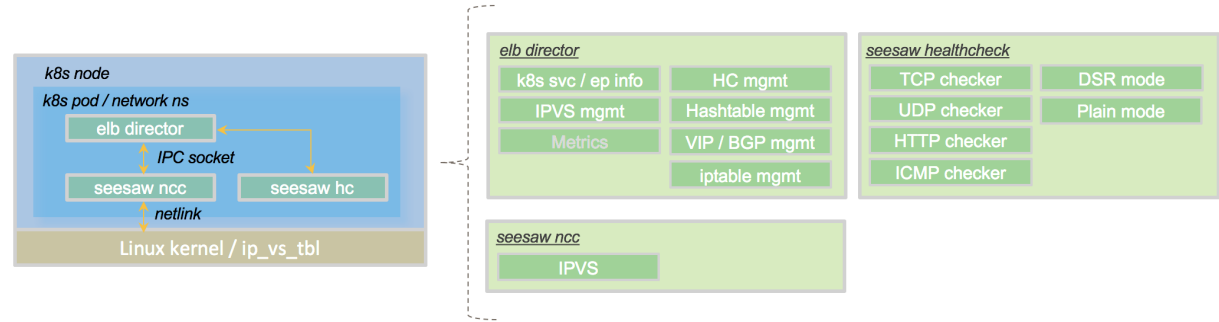 k8s node
k8s pod / network ns
elb director
IPC socket
seesaw ncc
seesaw hc
netlink
Linux kernel / ip_vs_tbl
elb director
k8s svc / ep info
HC mgmt
IPVS mgmt
Hashtable mgmt
Metrics
VIP / BGP mgmt
iptable mgmt
seesaw healthcheck
TCP checker
DSR mode
UDP checker
Plain mode
HTTP checker
ICMP checker
seesaw ncc
IPVS